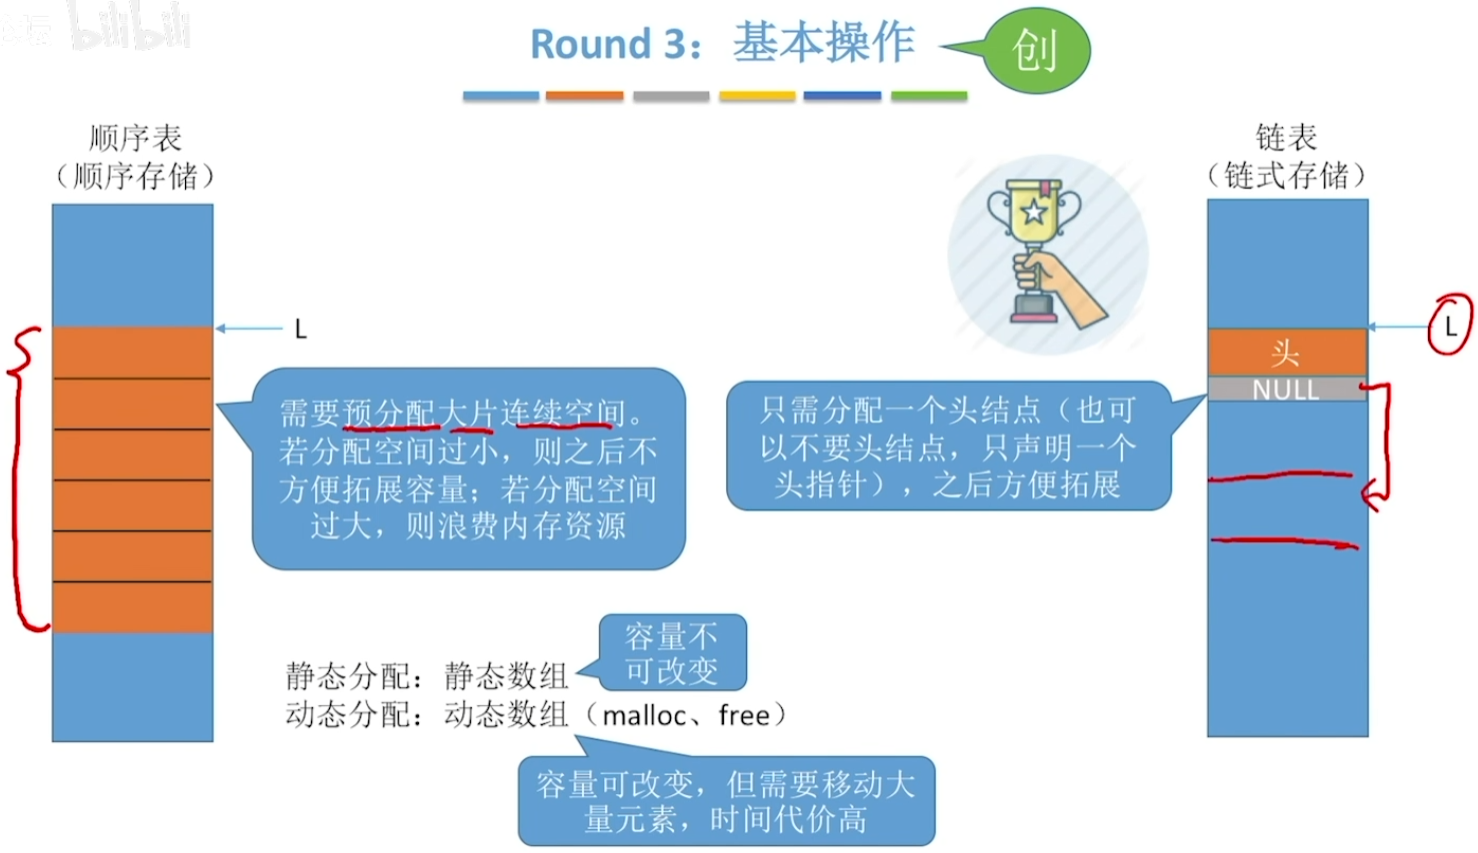 bilibili
Round 3：基本操作
创
顺序表
（顺序存储）
L
需要预分配大片连续空间。
若分配空间过小，则之后不
方便拓展容量；若分配空间
过大，则浪费内存资源
静态分配：静态数组
容量不
可改变
动态分配：动态数组（malloc、free）
容量可改变，但需要移动大
量元素，时间代价高
链表
（链式存储）
L
头
NULL
只需分配一个头结点（也可
以不要头结点，只声明一个
头指针），之后方便拓展